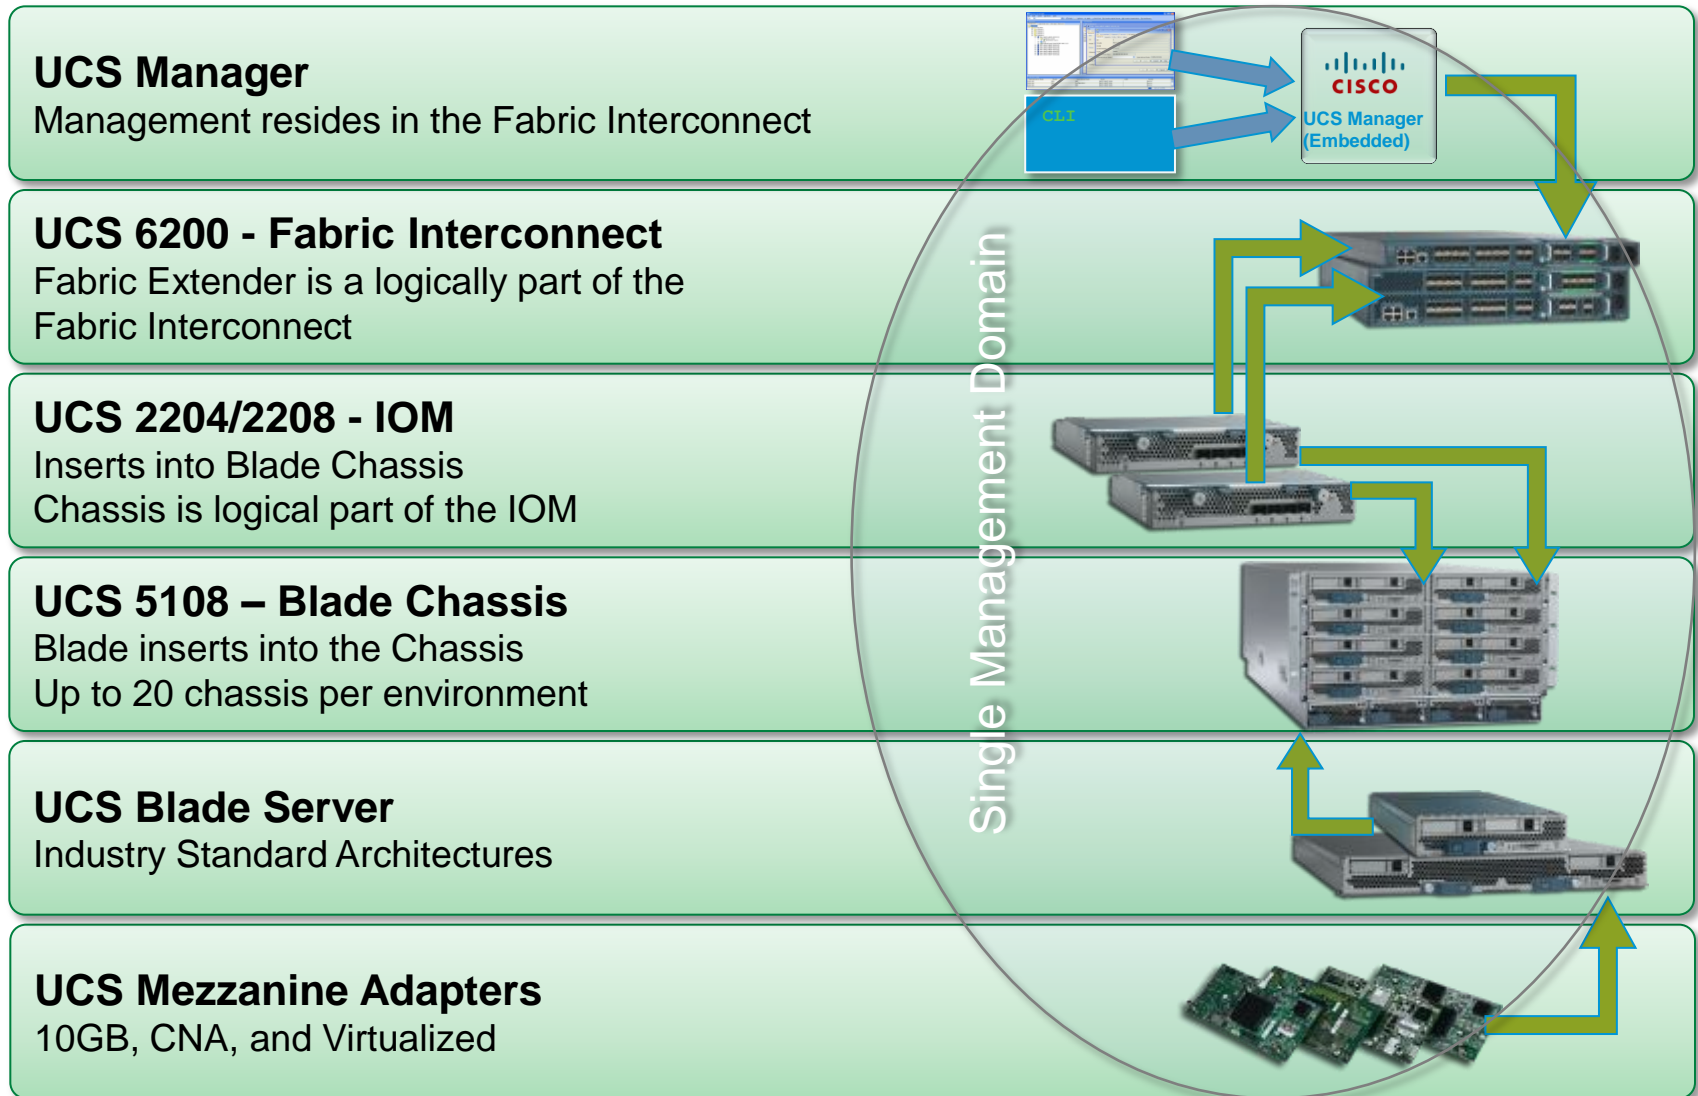 UCS Manager
Management resides in the Fabric Interconnect
CLI
CISCO
UCS Manager
(Embedded)
UCS 6200 - Fabric Interconnect
Fabric Extender is a logically part of the
Fabric Interconnect
UCS 2204/2208 - IOM
Inserts into Blade Chassis
Chassis is logical part of the IOM
UCS 5108 – Blade Chassis
Blade inserts into the Chassis
Up to 20 chassis per environment
UCS Blade Server
Industry Standard Architectures
UCS Mezzanine Adapters
10GB, CNA, and Virtualized
Single Management Domain